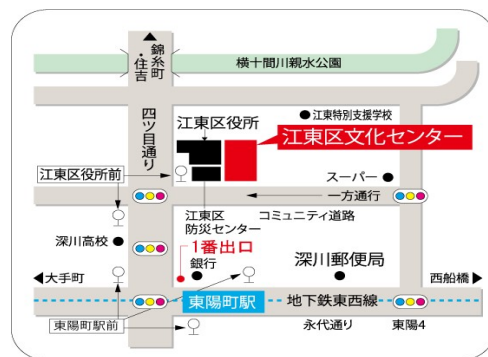 錦糸町
・住吉
横十間川親水公園
四ツ目通り
江東区役所
江東特別支援学校
江東区文化センター
江東区役所前
スーパー
一方通行
江東区
防災センター
コミュニティ道路
深川高校
1番出口
銀行
深川郵便局
大手町
西船橋
東陽町駅
地下鉄東西線
東陽町駅前
永代通り
東陽4